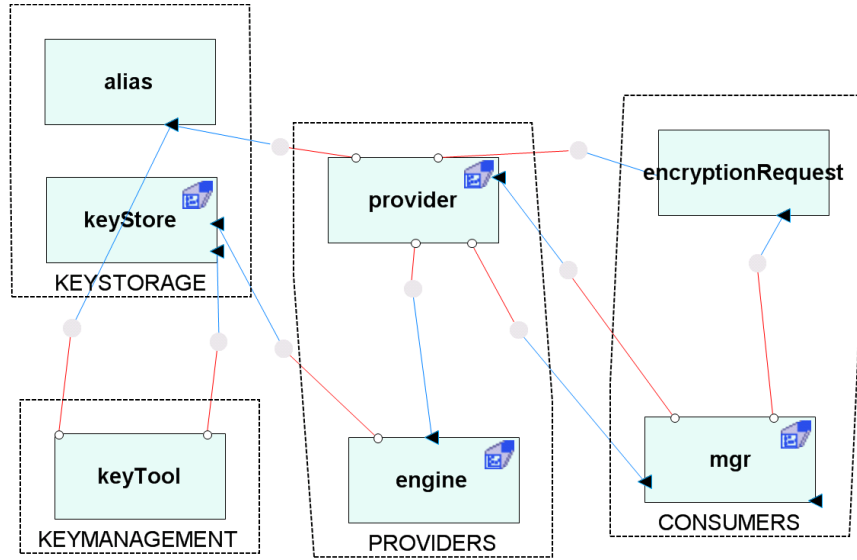 alias
encryptionRequest
provider
keyStore
KEYSTORAGE
keyTool
engine
mgr
KEYMANAGEMENT
PROVIDERS
CONSUMERS